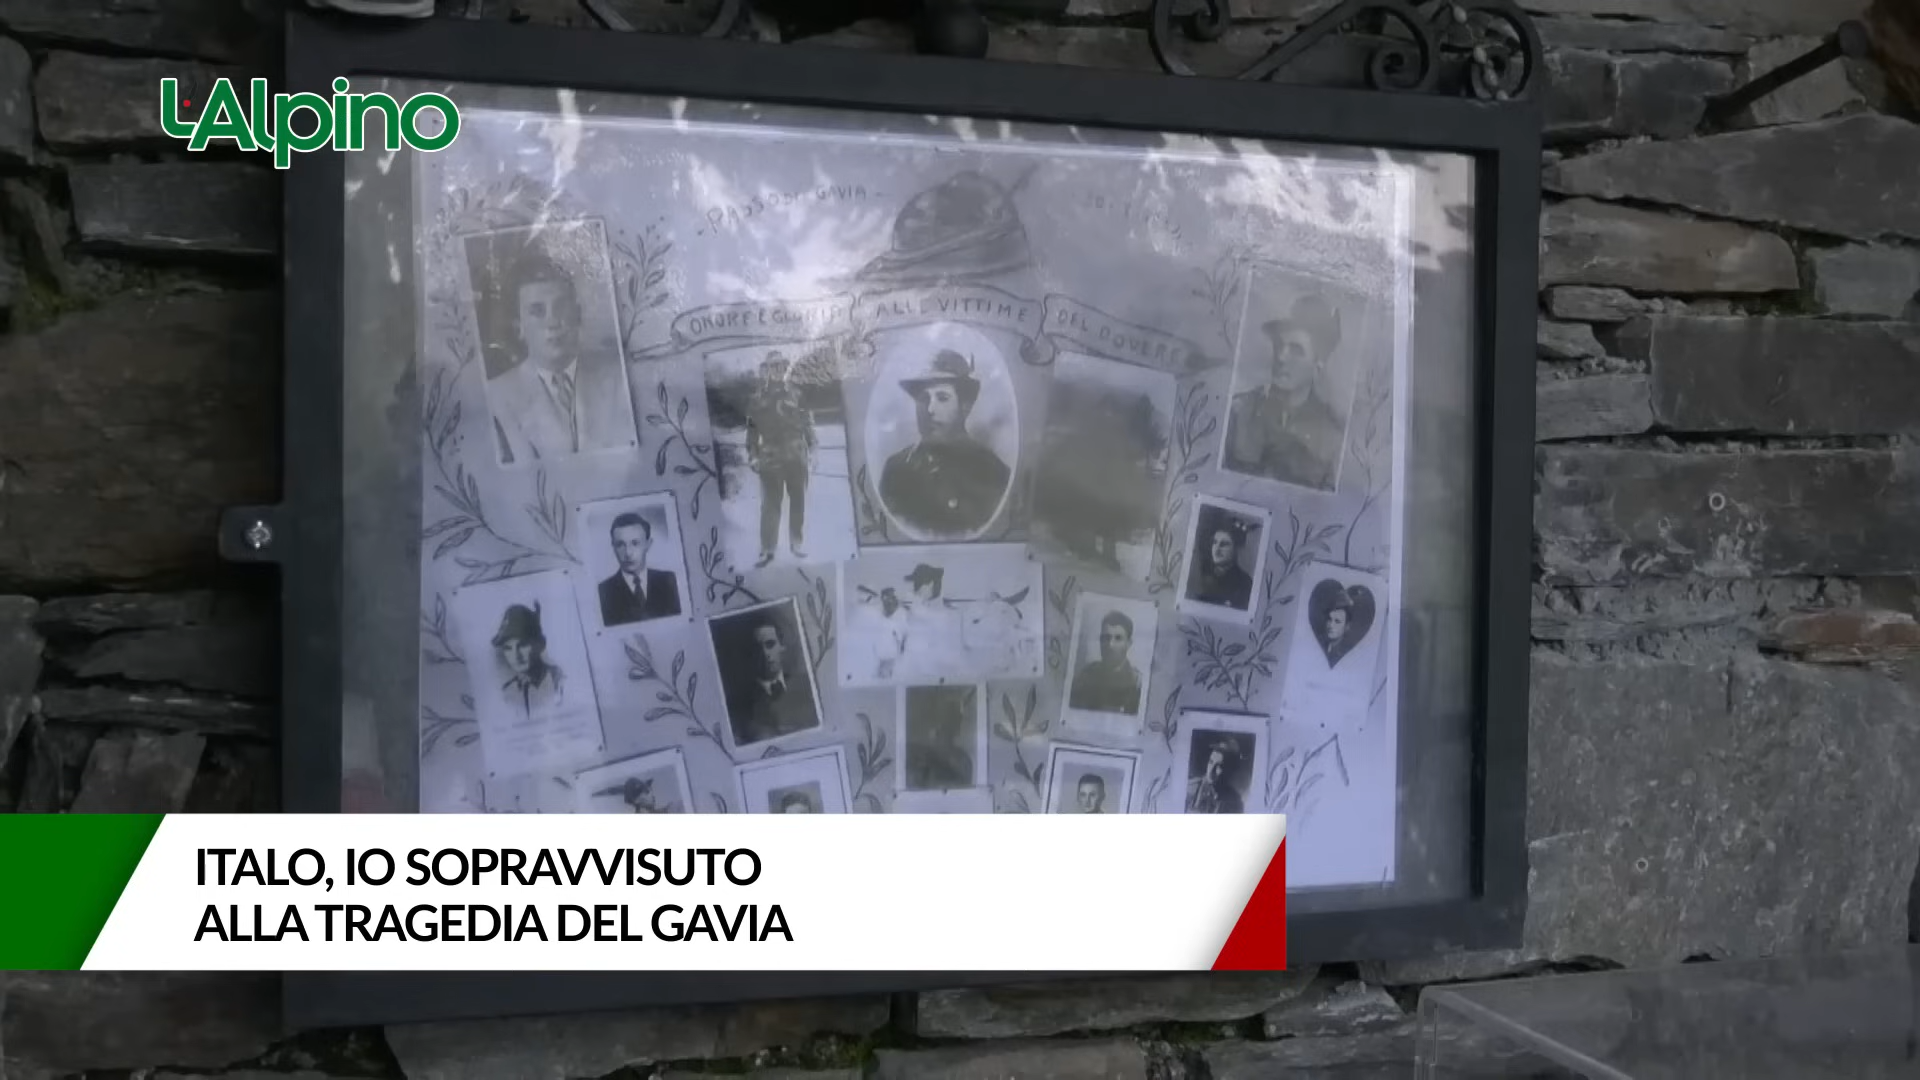 L'Alpino
PASSO DI GAVIA -
ONORE E GLORIA ALLE VITTIME DEL DOVERE
ITALO, IO SOPRAVVISUTO
ALLA TRAGEDIA DEL GAVIA